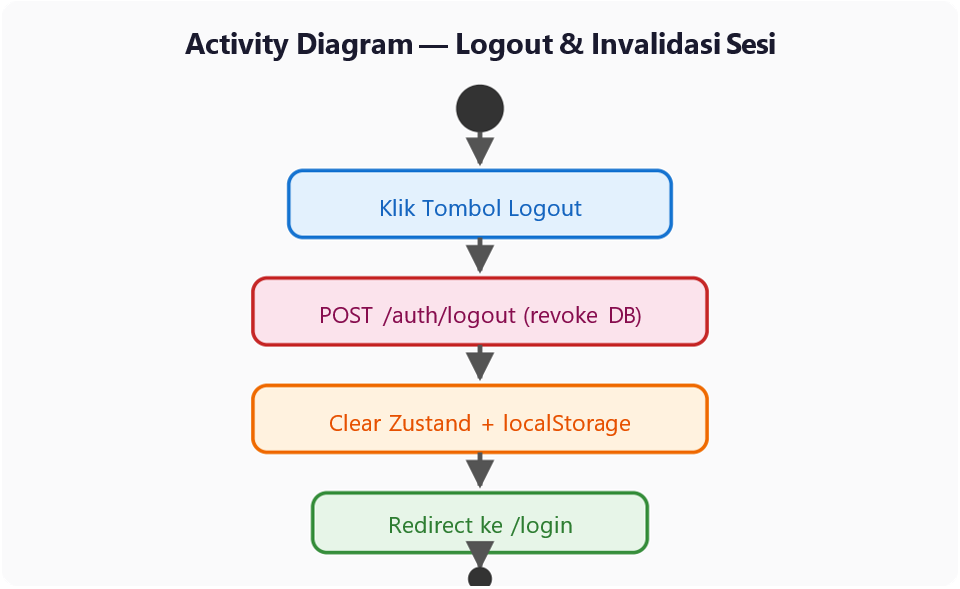 Activity Diagram — Logout & Invalidasi Sesi
Klik Tombol Logout
POST /auth/logout (revoke DB)
Clear Zustand + localStorage
Redirect ke /login